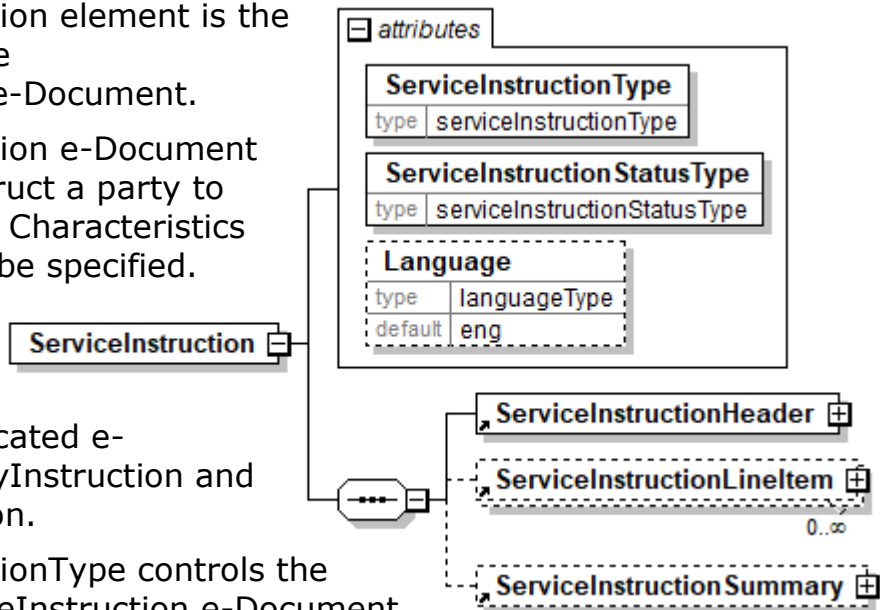 ion element is the
e
e-Document.
ion e-Document
ruct a party to
Characteristics
be specified.
cated e-
yInstruction and
on.
ionType controls the
eInstruction e-Document
attributes
ServiceInstructionType
type serviceInstructionType
ServiceInstructionStatusType
type serviceInstructionStatusType
Language
type languageType
default eng
ServiceInstruction
ServiceInstructionHeader
ServiceInstructionLineItem
0..∞
ServiceInstructionSummary